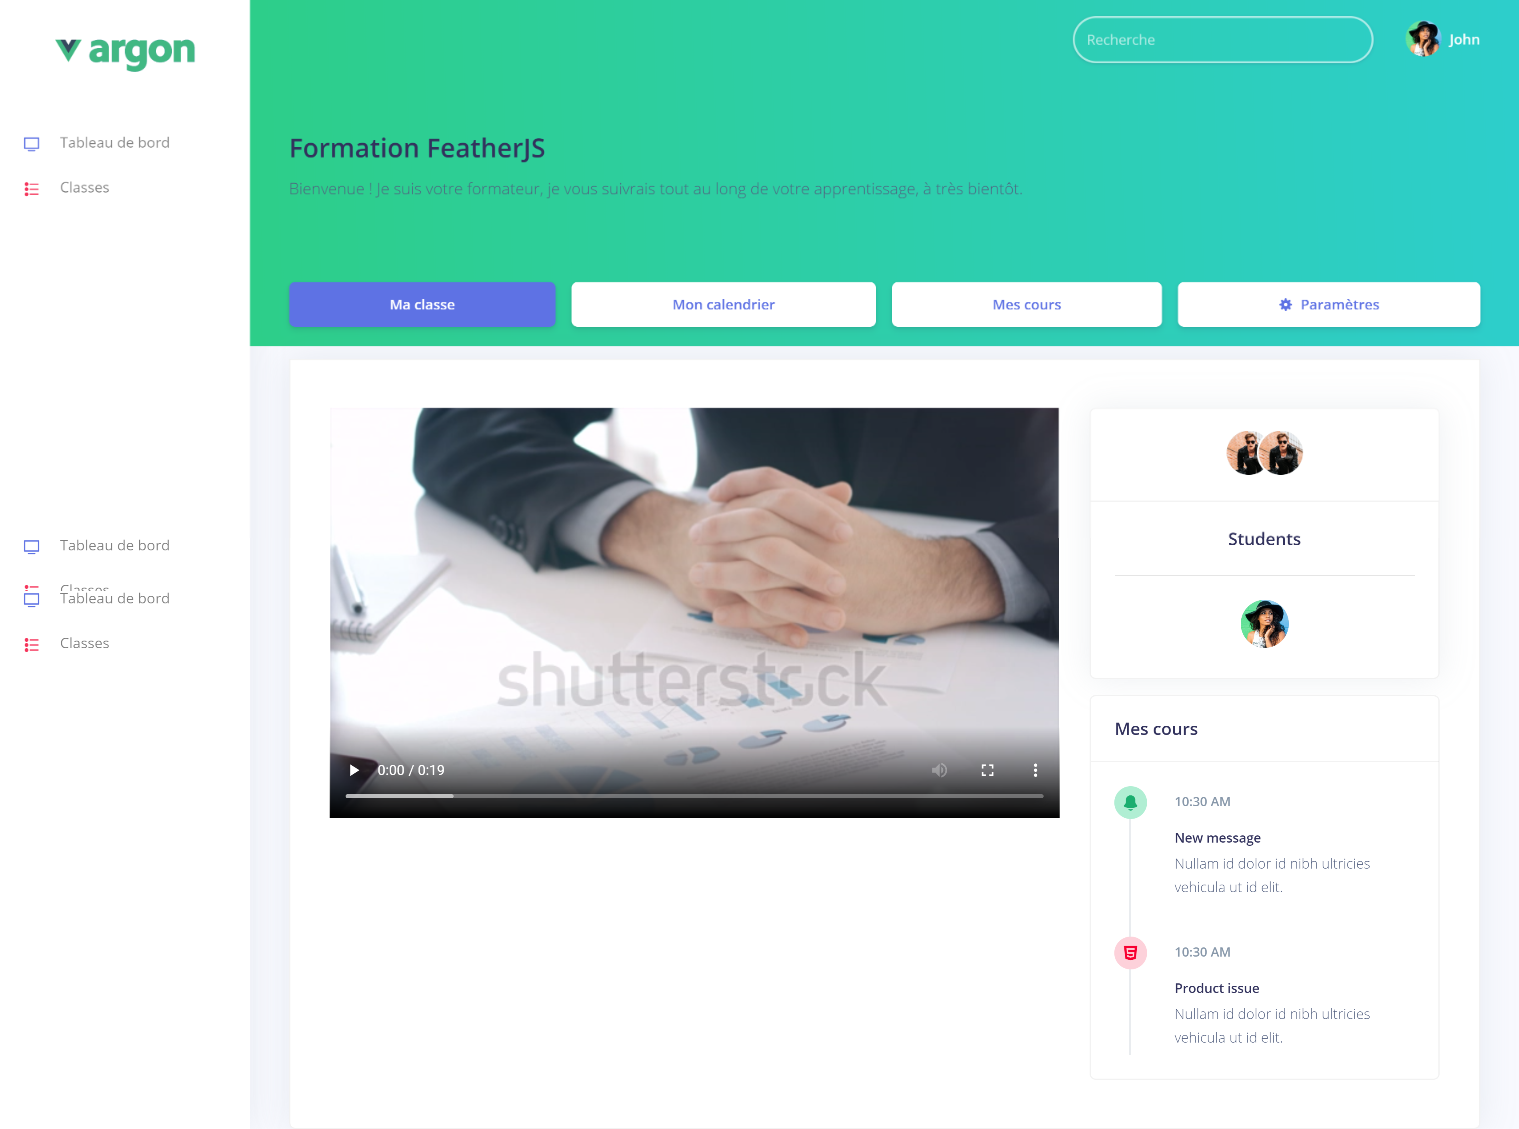 argon
Tableau de bord
Classes
Tableau de bord
Classes
Tableau de bord
Classes
Recherche
John
Formation FeatherJS
Bienvenue ! Je suis votre formateur, je vous suivrais tout au long de votre apprentissage, à très bientôt.
Ma classe
Mon calendrier
Mes cours
Paramètres
shutterstock
0:00 / 0:19
Students
Mes cours
10:30 AM
New message
Nullam id dolor id nibh ultricies
vehicula ut id elit.
10:30 AM
Product issue
Nullam id dolor id nibh ultricies
vehicula ut id elit.